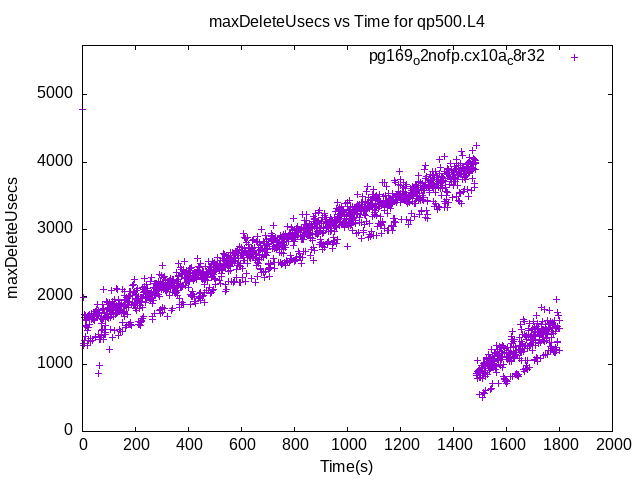 maxDeleteUsecs vs Time for qp500.L4
pg169o2nofp.cx10ac8r32
maxDeleteUsecs
5000
4000
3000
2000
1000
0
0 200 400 600 800 1000 1200 1400 1600 1800 2000
Time(s)